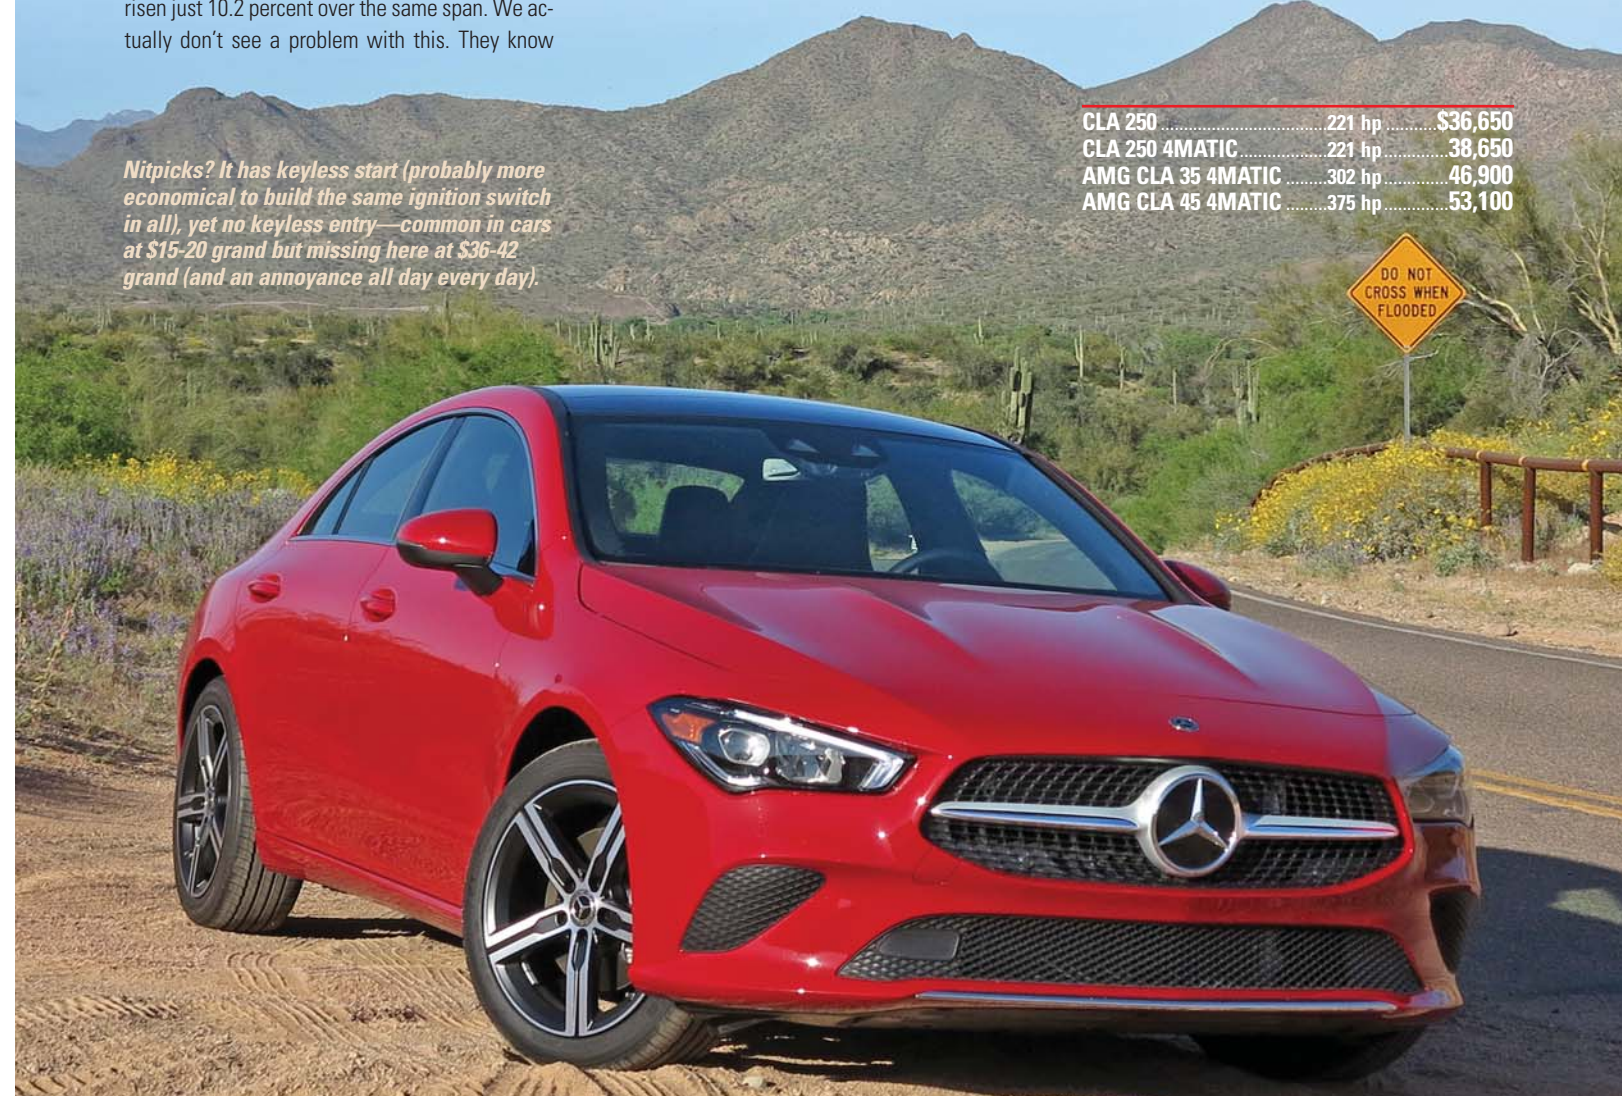 risen just 10.2 percent over the same span. We ac-
tually don't see a problem with this. They know
Nitpicks? It has keyless start (probably more
economical to build the same ignition switch
in all), yet no keyless entry—common in cars
at $15-20 grand but missing here at $36-42
grand (and an annoyance all day every day).
CLA 250 ....................................221 hp ...........$36,650
CLA 250 4MATIC...................221 hp..............38,650
AMG CLA 35 4MATIC .........302 hp..............46,900
AMG CLA 45 4MATIC .........375 hp..............53,100
DO NOT
CROSS WHEN
FLOODED